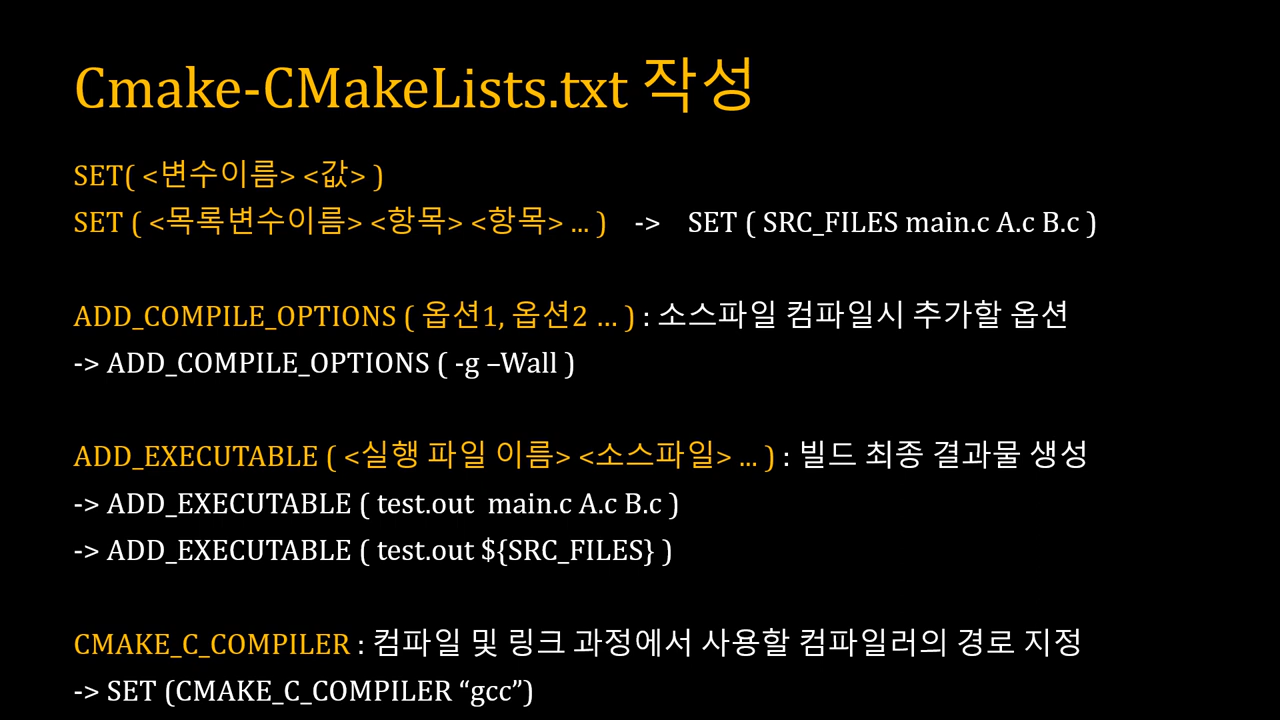 Cmake-CMakeLists.txt 작성
SET( <변수이름> <값> )
SET ( <목록변수이름> <항목> <항목> ... ) -> SET ( SRC_FILES main.c A.c B.c )
ADD_COMPILE_OPTIONS ( 옵션1, 옵션2 ... ) : 소스파일 컴파일시 추가할 옵션
-> ADD_COMPILE_OPTIONS ( -g –Wall )
ADD_EXECUTABLE ( <실행 파일 이름> <소스파일> ... ) : 빌드 최종 결과물 생성
-> ADD_EXECUTABLE ( test.out  main.c A.c B.c )
-> ADD_EXECUTABLE ( test.out ${SRC_FILES} )
CMAKE_C_COMPILER : 컴파일 및 링크 과정에서 사용할 컴파일러의 경로 지정
-> SET (CMAKE_C_COMPILER “gcc”)